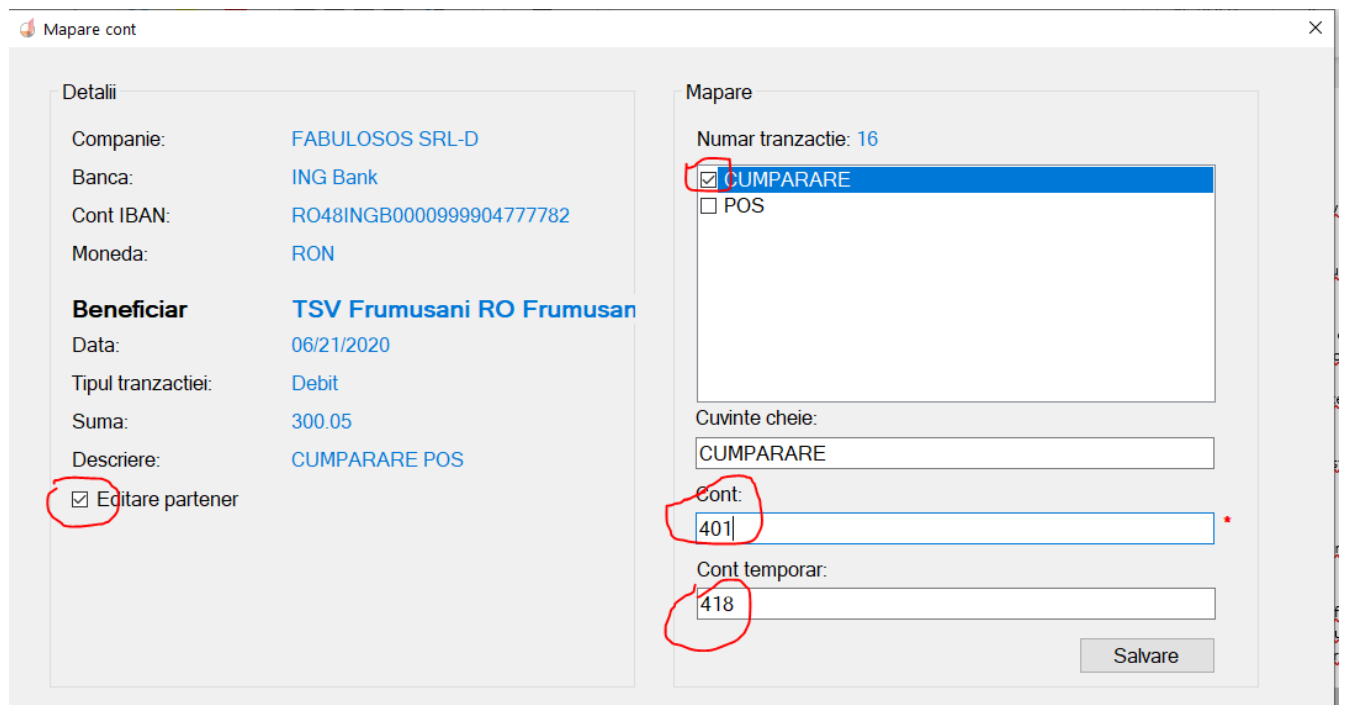 Mapare cont
Detalii
Companie: FABULOSOS SRL-D
Banca: ING Bank
Cont IBAN: RO48INGB0000999904777782
Moneda: RON
Beneficiar TSV Frumusani RO Frumusan
Data: 06/21/2020
Tipul tranzactiei: Debit
Suma: 300.05
Descriere: CUMPARARE POS
Editare partener
Mapare
Numar tranzactie: 16
CUMPARARE
POS
Cuvinte cheie:
CUMPARARE
Cont:
401
*
Cont temporar:
418
Salvare